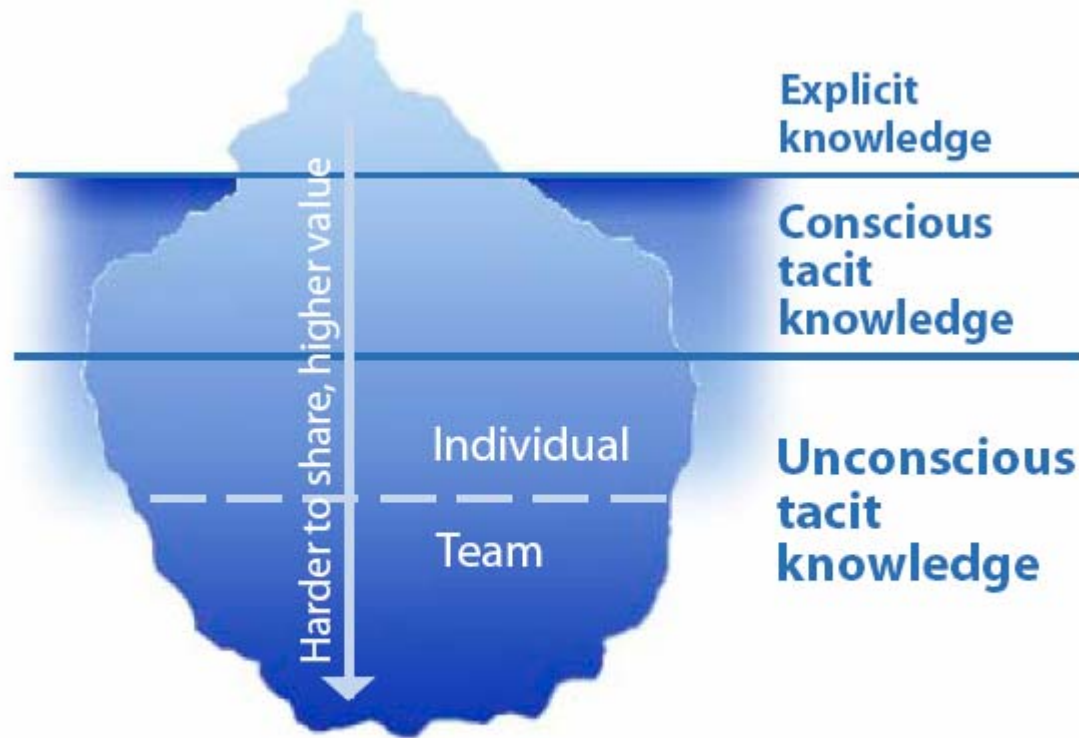 Explicit
knowledge
Conscious
tacit
knowledge
Harder to share, higher value
Individual
Team
Unconscious
tacit
knowledge